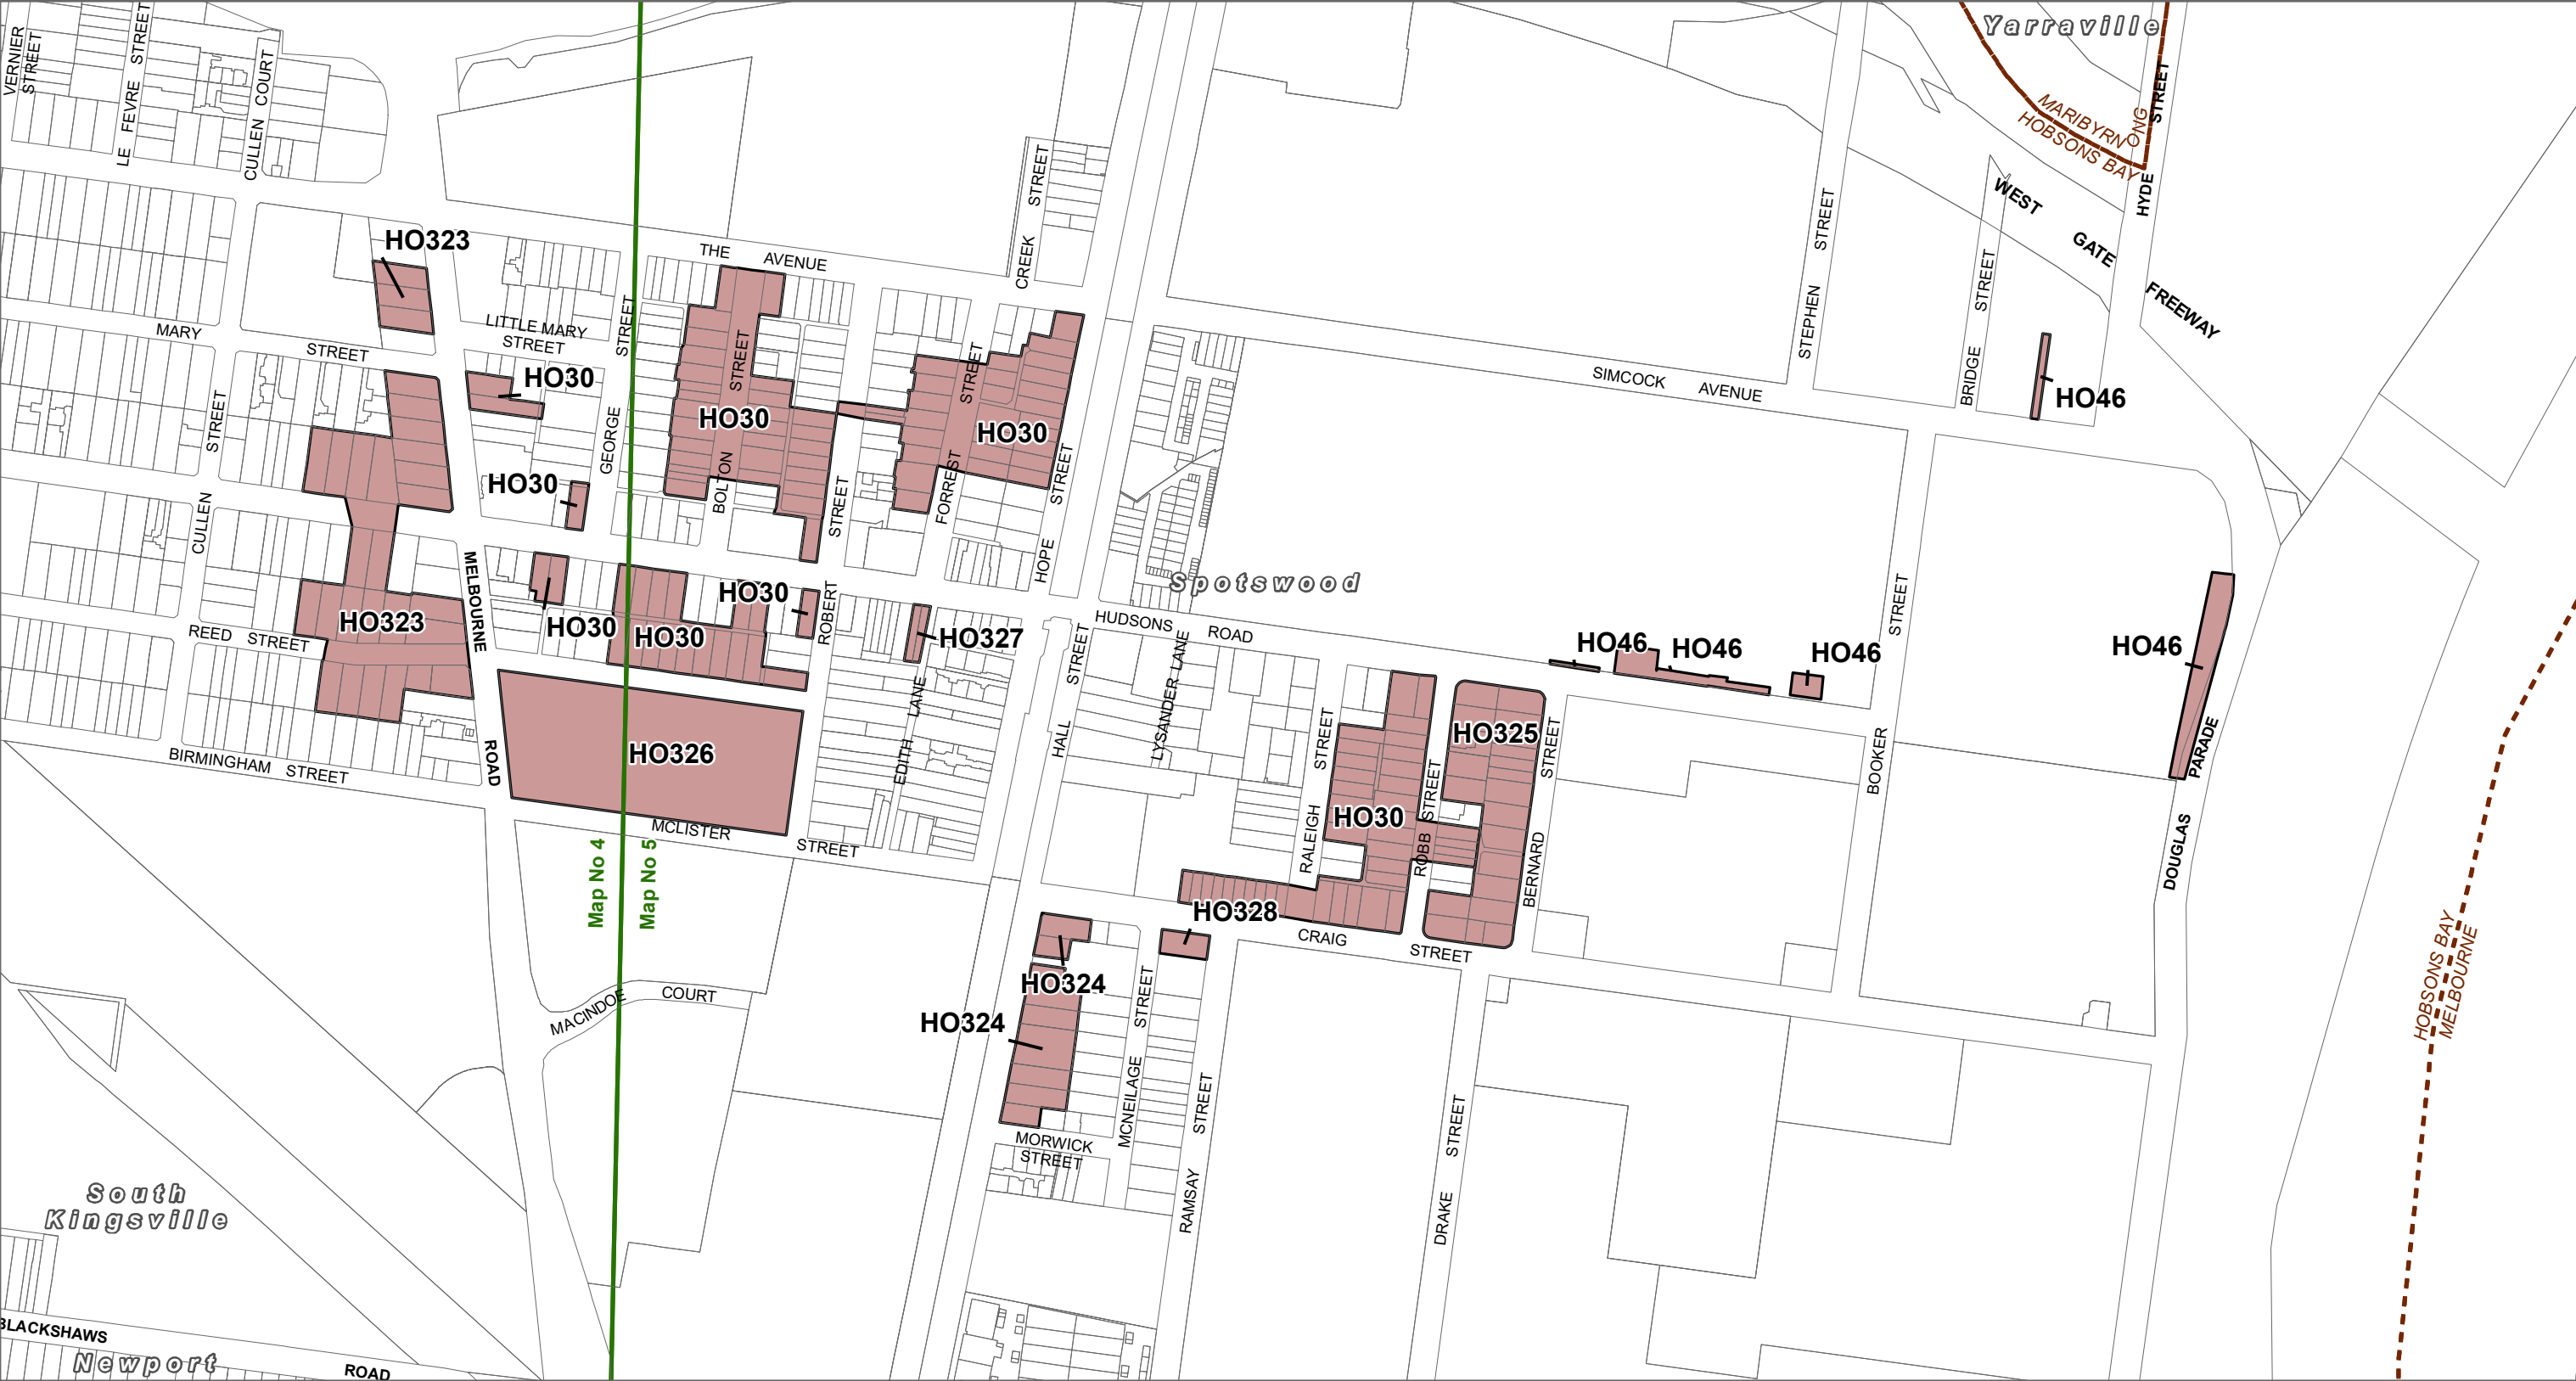 Yarraville
VERNIER
STREET
LE FEVRE STREET
CULLEN COURT
HYDE STREET
MARIBYRNONG
HOBSONS BAY
WEST GATE FREEWAY
CREEK STREET
STEPHEN STREET
BRIDGE STREET
HO323
THE AVENUE
MARY STREET
LITTLE MARY
STREET
GEORGE STREET
BOLTON STREET
FORREST STREET
HOPE STREET
SIMCOCK AVENUE
HO46
HO30
HO30
HO30
HO30
CULLEN STREET
MELBOURNE ROAD
ROBERT STREET
Spotswood
HO30
HO30
HO30
HO323
HO327
REED STREET
HUDSONS ROAD
HO46
HO46
HO46
HO46
BOOKER STREET
HALL STREET
LYSANDER LANE
EDITH LANE
HO326
HO325
HO30
RALEIGH STREET
ROBB STREET
BERNARD STREET
DOUGLAS PARADE
BIRMINGHAM STREET
MCLISTER STREET
Map No 4
Map No 5
HO328
CRAIG STREET
HO324
HO324
MACINDOE COURT
MCNEILAGE STREET
RAMSAY STREET
DRAKE STREET
MORWICK
STREET
HOBSONS BAY
MELBOURNE
South
Kingsville
BLACKSHAWS ROAD
Newport